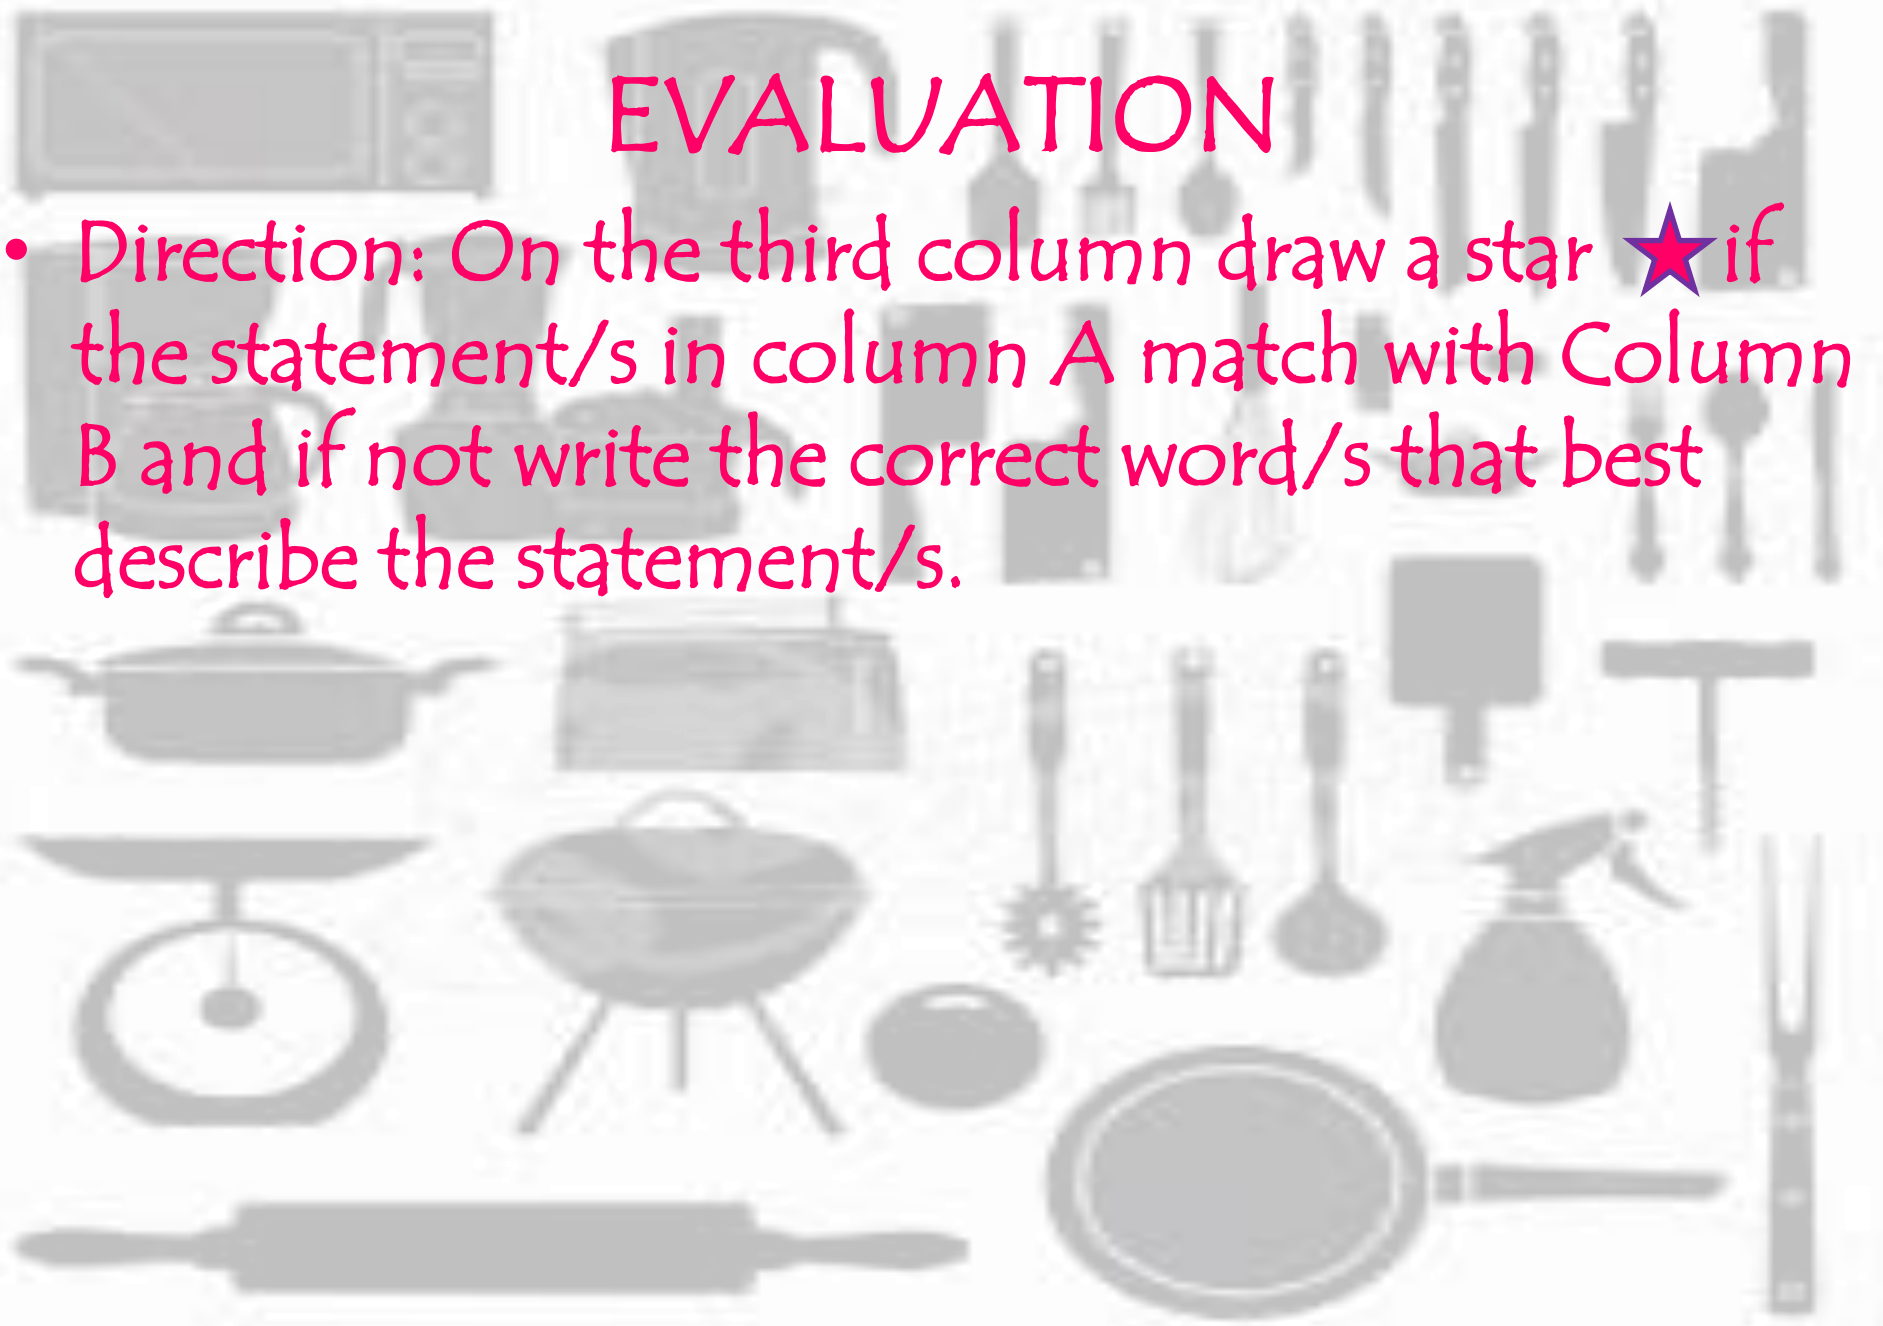 EVALUATION
• Direction: On the third column draw a star if
the statement/s in column A match with Column
B and if not write the correct word/s that best
describe the statement/s.